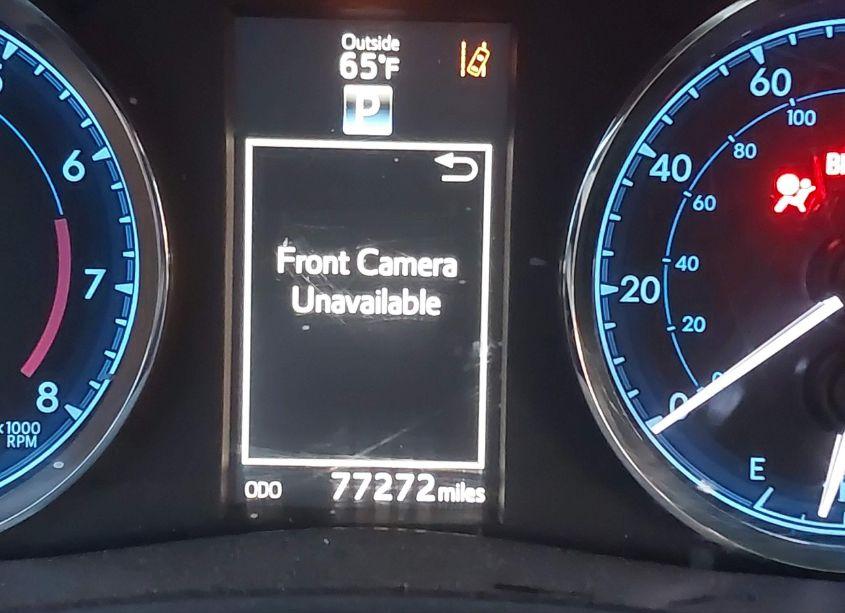 Outside
65°F
P
Front Camera
Unavailable
ODO 77272 miles
6
7
8
x1000
RPM
60
40
20
0
100
80
60
40
20
0
E